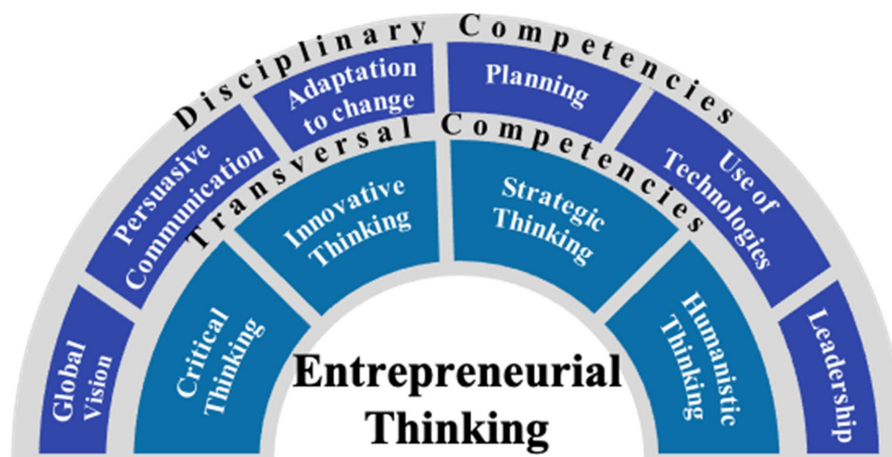 Disciplinary Competencies
Global
Vision
Persuasive
Communication
Adaptation
to change
Planning
Use of
Technologies
Leadership
Transversal Competencies
Critical
Thinking
Innovative
Thinking
Strategic
Thinking
Humanistic
Thinking
Entrepreneurial
Thinking